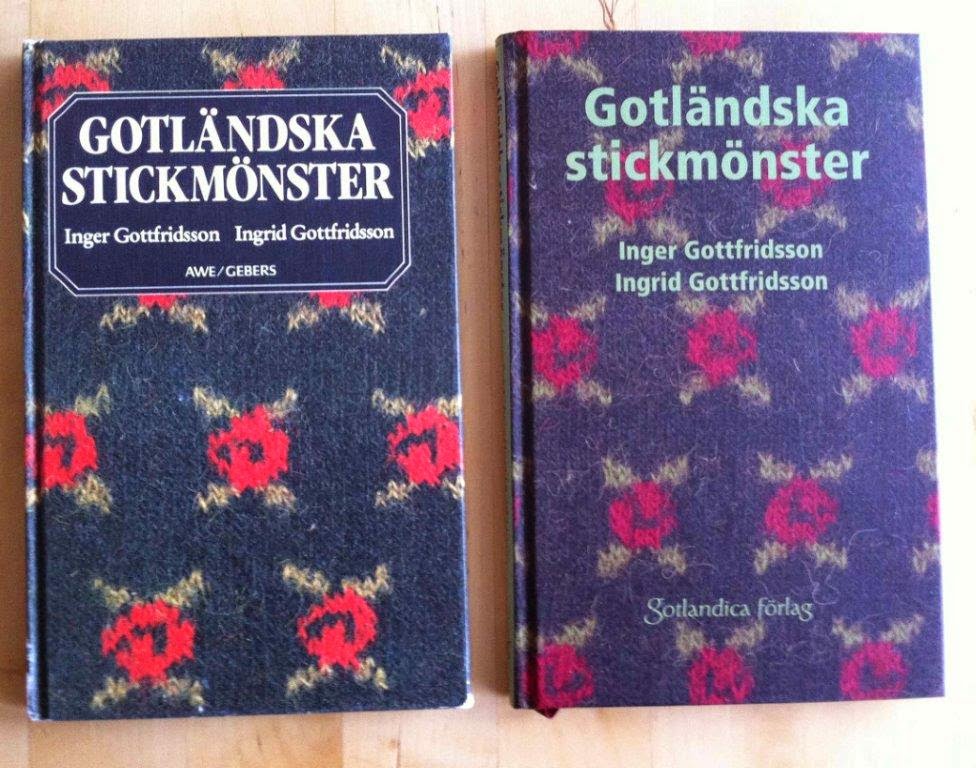 GOTLÄNDSKA
STICKMÖNSTER
Inger Gottfridsson Ingrid Gottfridsson
AWE/GEBERS
Gotländska
stickmönster
Inger Gottfridsson
Ingrid Gottfridsson
Gotlandica förlag